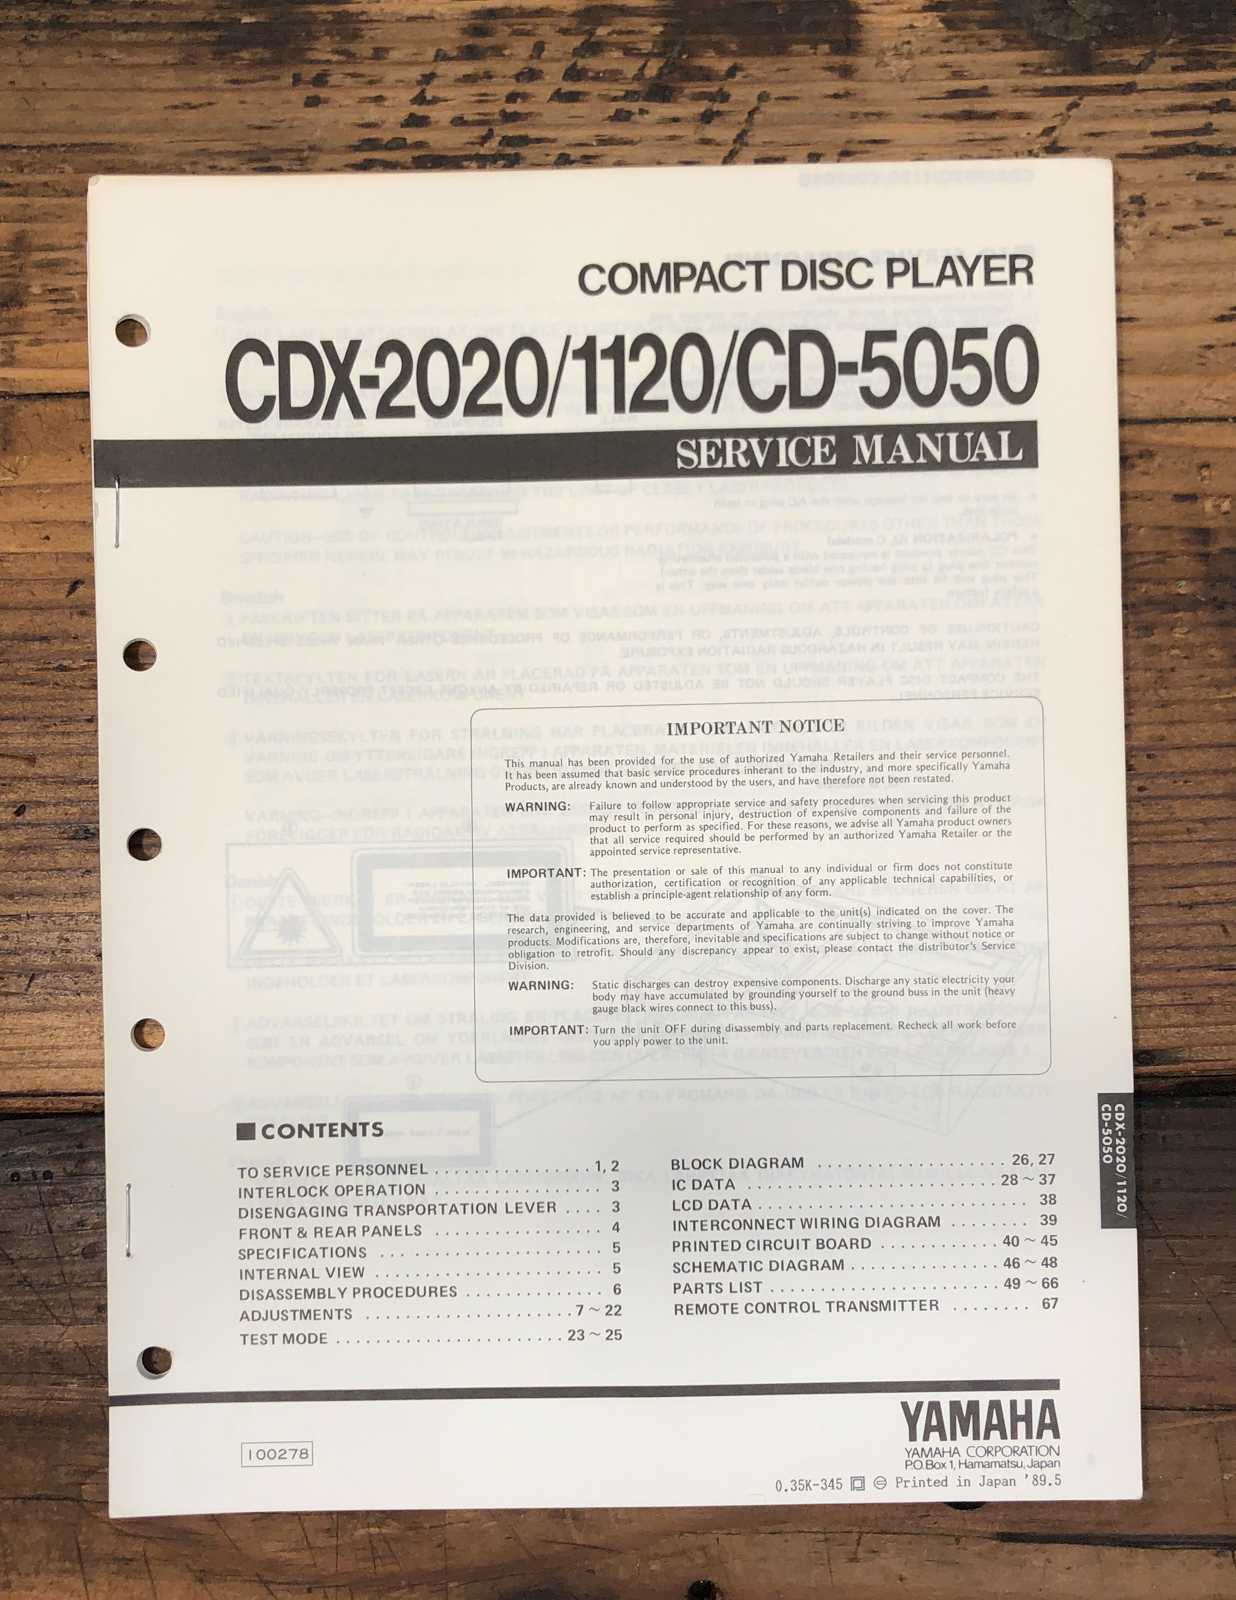 COMPACT DISC PLAYER
CDX-2020/1120/CD-5050
SERVICE MANUAL
IMPORTANT NOTICE
This manual has been provided for the use of authorized Yamaha Retailers and their service personnel.
It has been assumed that basic service procedures inherant to the industry, and more specifically Yamaha
Products, are already known and understood by the users, and have therefore not been restated.
WARNING: Failure to follow appropriate service and safety procedures when servicing this product
may result in personal injury, destruction of expensive components and failure of the
product to perform as specified. For these reasons, we advise all Yamaha product owners
that all service required should be performed by an authorized Yamaha Retailer or the
appointed service representative.
IMPORTANT: The presentation or sale of this manual to any individual or firm does not constitute
authorization, certification or recognition of any applicable technical capabilities, or
establish a principle-agent relationship of any form.
The data provided is believed to be accurate and applicable to the unit(s) indicated on the cover. The
research, engineering, and service departments of Yamaha are continually striving to improve Yamaha
products. Modifications are, therefore, inevitable and specifications are subject to change without notice or
obligation to retrofit. Should any discrepancy appear to exist, please contact the distributor's Service
Division.
WARNING: Static discharges can destroy expensive components. Discharge any static electricity your
body may have accumulated by grounding yourself to the ground buss in the unit (heavy
gauge black wires connect to this buss).
IMPORTANT: Turn the unit OFF during disassembly and parts replacement. Recheck all work before
you apply power to the unit.
CDX-2020/1120/
CD-5050
■ CONTENTS
TO SERVICE PERSONNEL ................ 1, 2
INTERLOCK OPERATION ................. 3
DISENGAGING TRANSPORTATION LEVER .... 3
FRONT & REAR PANELS ................. 4
SPECIFICATIONS ...................... 5
INTERNAL VIEW ....................... 5
DISASSEMBLY PROCEDURES .............. 6
ADJUSTMENTS ..................... 7 ~ 22
TEST MODE ....................... 23 ~ 25
BLOCK DIAGRAM ................... 26, 27
IC DATA ......................... 28 ~ 37
LCD DATA ............................ 38
INTERCONNECT WIRING DIAGRAM ........ 39
PRINTED CIRCUIT BOARD ............ 40 ~ 45
SCHEMATIC DIAGRAM ............... 46 ~ 48
PARTS LIST ....................... 49 ~ 66
REMOTE CONTROL TRANSMITTER ........ 67
100278
YAMAHA
YAMAHA CORPORATION
P.O.Box 1, Hamamatsu, Japan
0.35K-345 Printed in Japan '89.5